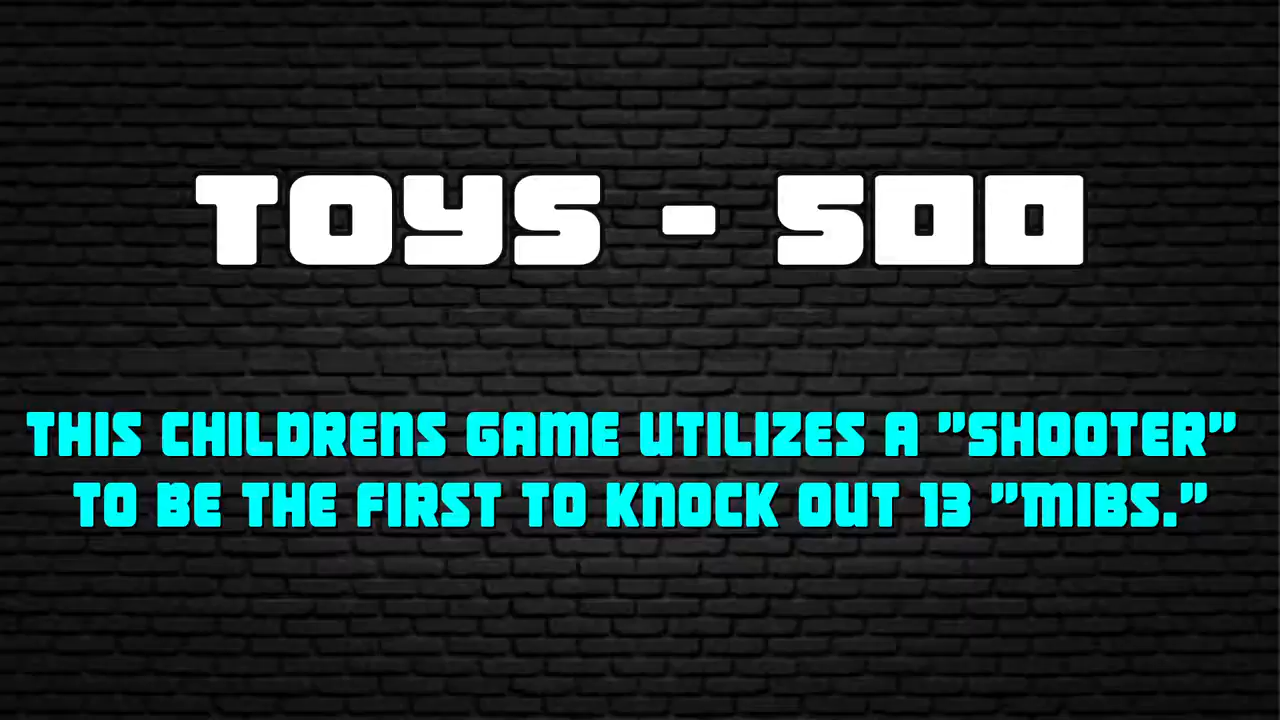 TOYS - 500
THIS CHILDRENS GAME UTILIZES A "SHOOTER"
TO BE THE FIRST TO KNOCK OUT 13 "MIBS."